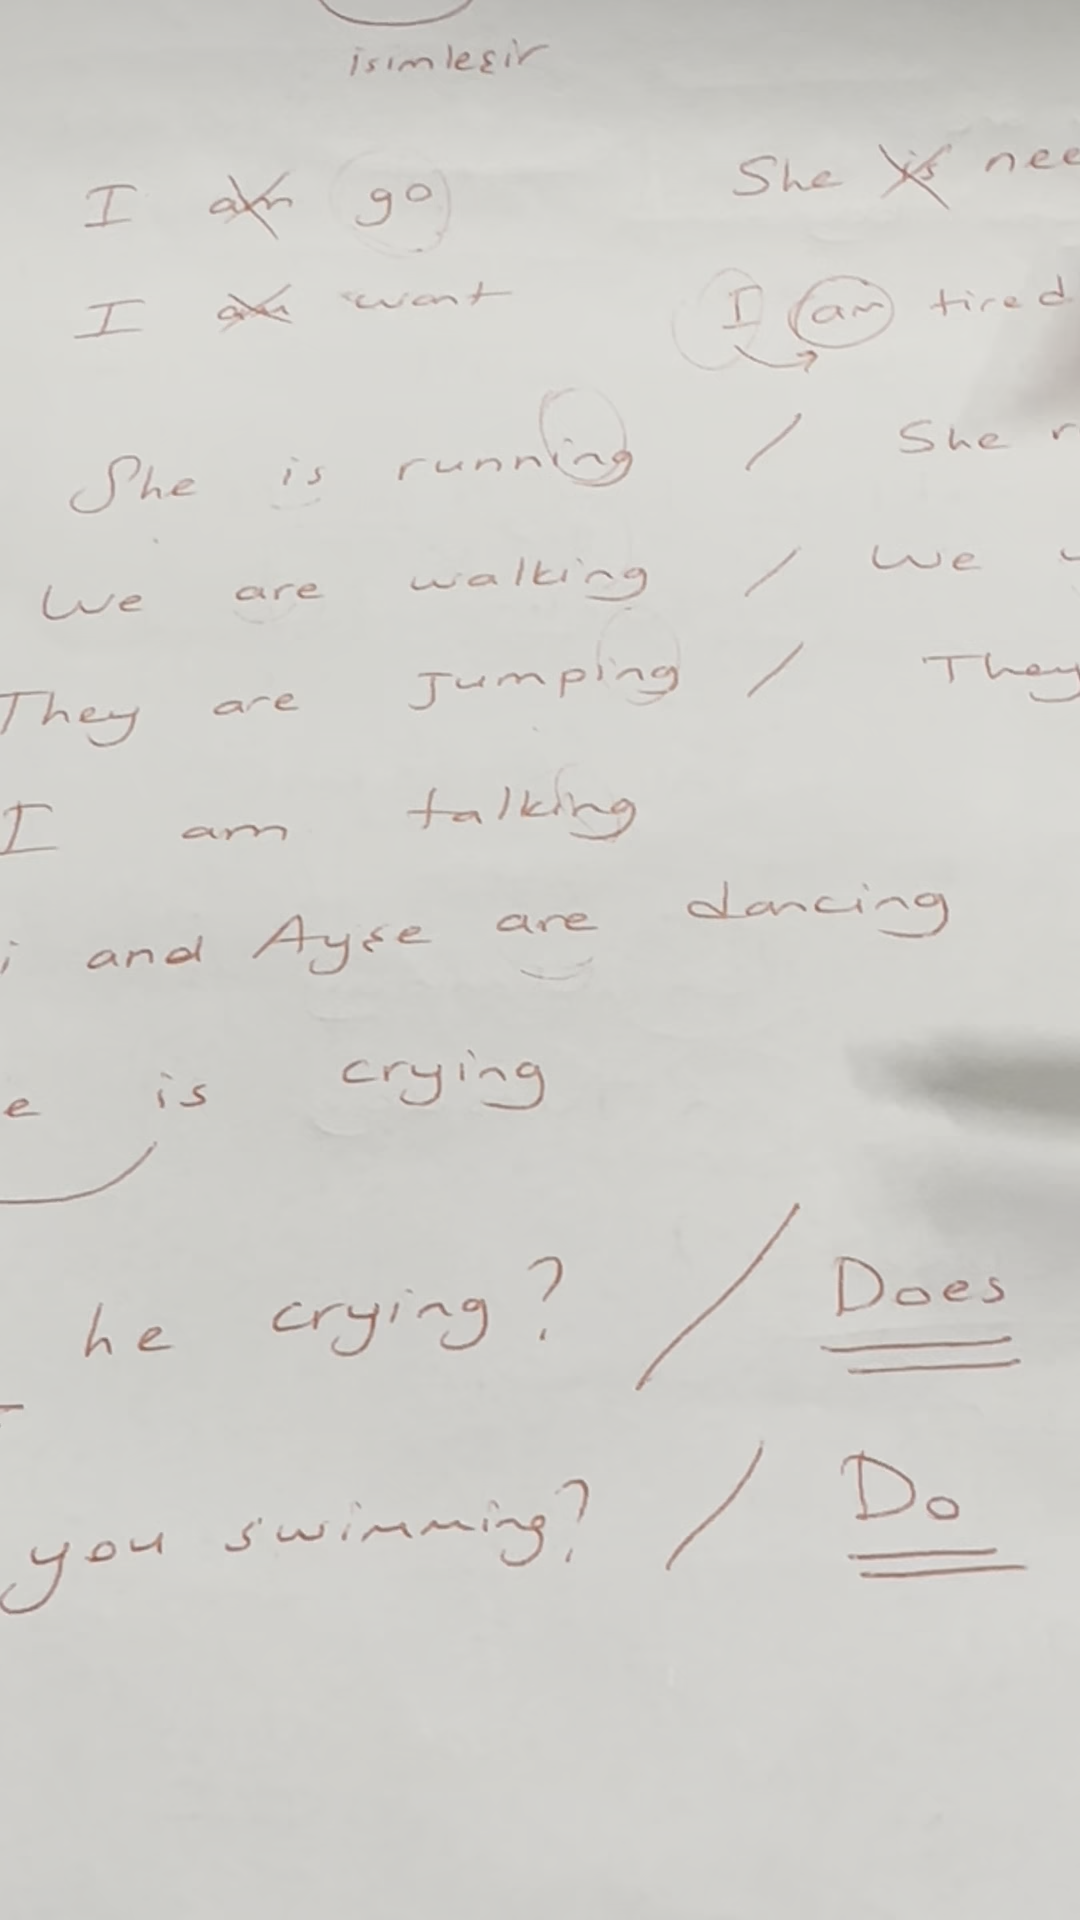 isimleşir
I am go She is
I am want I am tired
She is running / She
We are walking / We
They are Jumping / They
I am talking
and Ayşe are dancing
is crying
he crying? / Does
you swimming? / Do